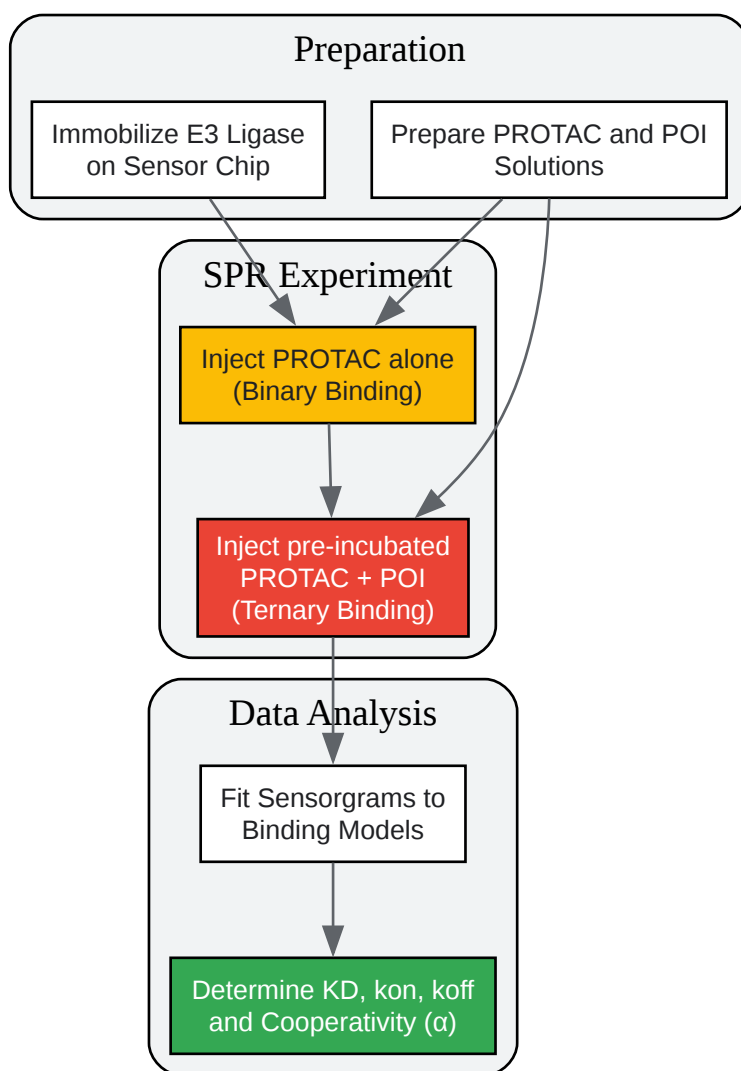 Preparation
Immobilize E3 Ligase
on Sensor Chip
Prepare PROTAC and POI
Solutions
SPR Experiment
Inject PROTAC alone
(Binary Binding)
Inject pre-incubated
PROTAC + POI
(Ternary Binding)
Data Analysis
Fit Sensorgrams to
Binding Models
Determine KD, kon, koff
and Cooperativity (α)